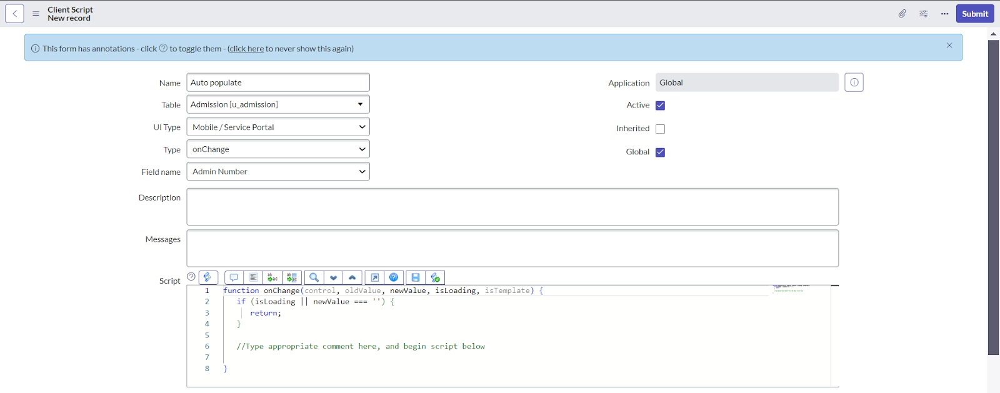 Client Script
New record
Submit
This form has annotations - click ? to toggle them - (click here to never show this again)
Name Auto populate
Application Global
Table Admission [u_admission]
Active
UI Type Mobile / Service Portal
Inherited
Type onChange
Global
Field name Admin Number
Description
Messages
Script
1 function onChange(control, oldValue, newValue, isLoading, isTemplate) {
2 if (isLoading || newValue === '') {
3 return;
4 }
5
6 //Type appropriate comment here, and begin script below
7
8 }